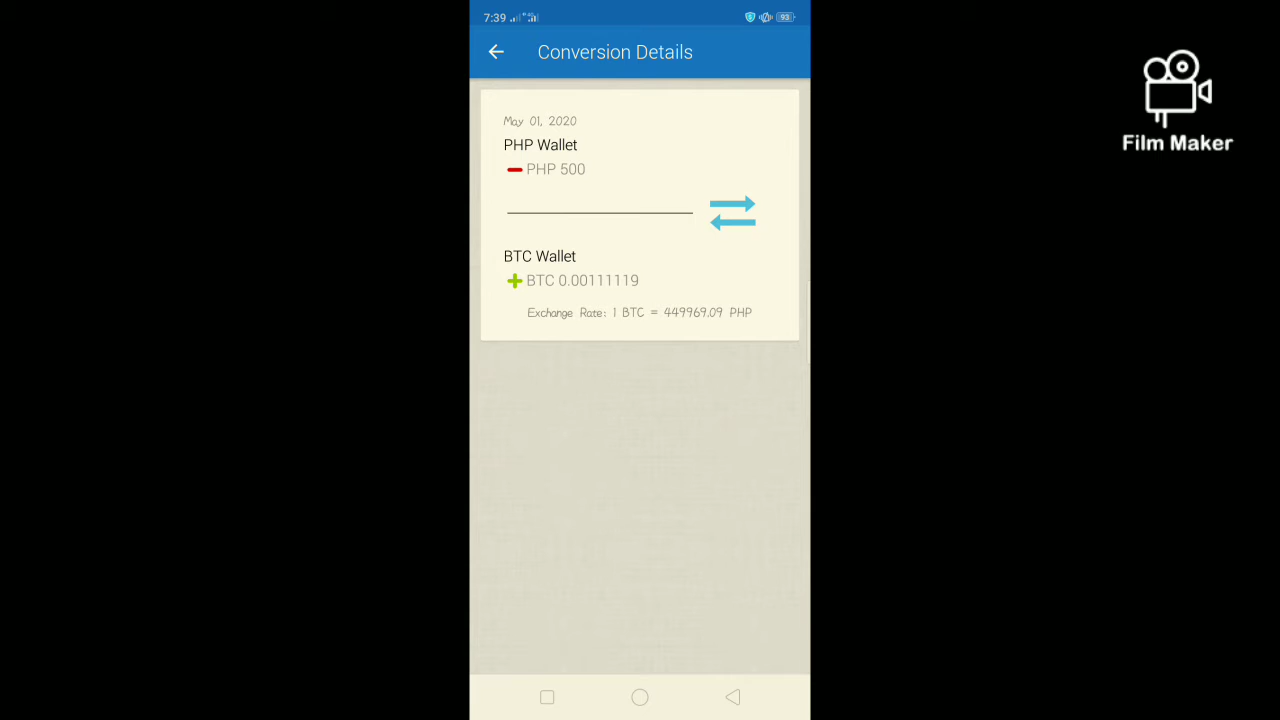 7:39
93
Conversion Details
May 01, 2020
PHP Wallet
PHP 500
BTC Wallet
BTC 0.00111119
Exchange Rate: 1 BTC = 449969.09 PHP
Film Maker